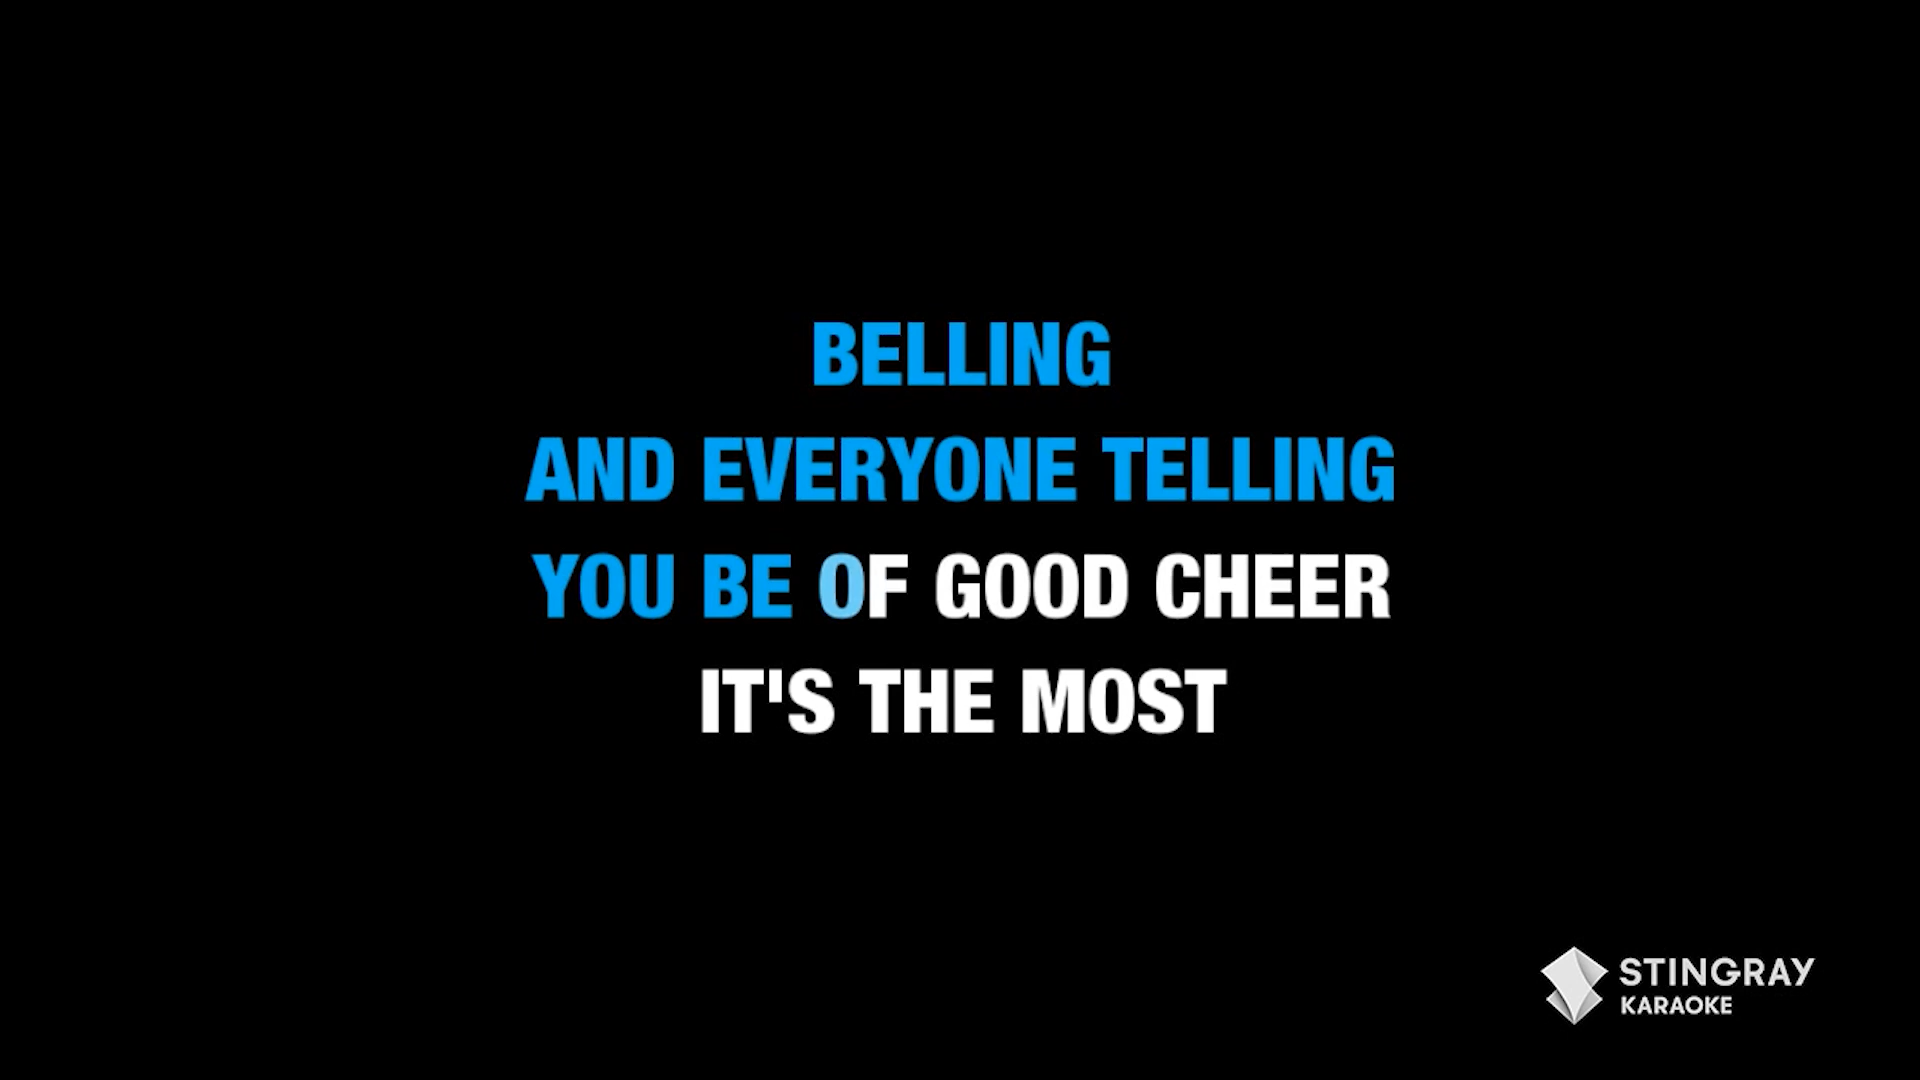 BELLING
AND EVERYONE TELLING
YOU BE OF GOOD CHEER
IT'S THE MOST
STINGRAY
KARAOKE